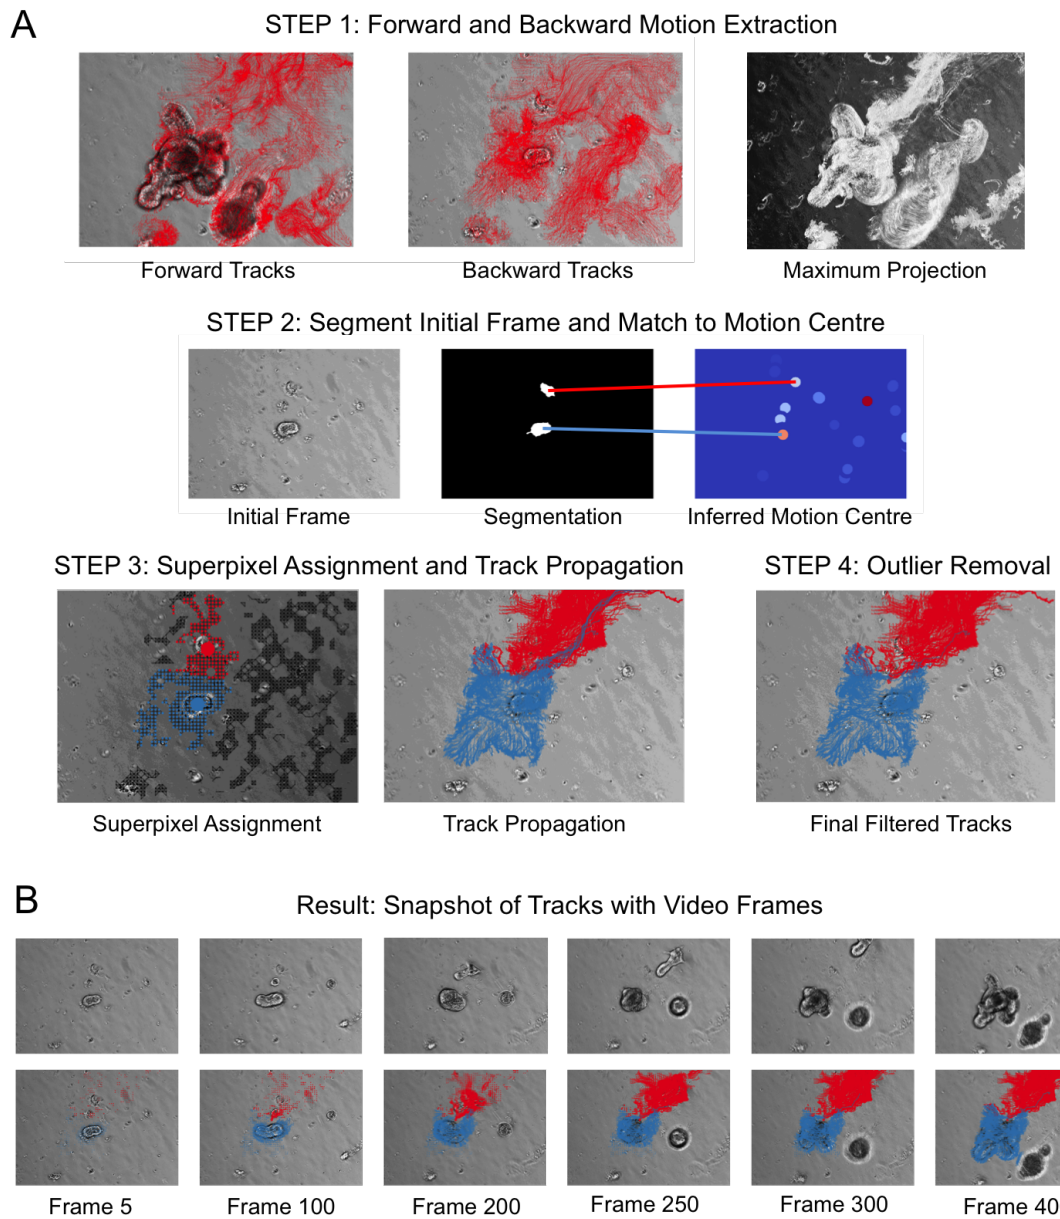 A
STEP 1: Forward and Backward Motion Extraction
Forward Tracks
Backward Tracks
Maximum Projection
STEP 2: Segment Initial Frame and Match to Motion Centre
Initial Frame
Segmentation
Inferred Motion Centre
STEP 3: Superpixel Assignment and Track Propagation
STEP 4: Outlier Removal
Superpixel Assignment
Track Propagation
Final Filtered Tracks
B
Result: Snapshot of Tracks with Video Frames
Frame 5
Frame 100
Frame 200
Frame 250
Frame 300
Frame 40